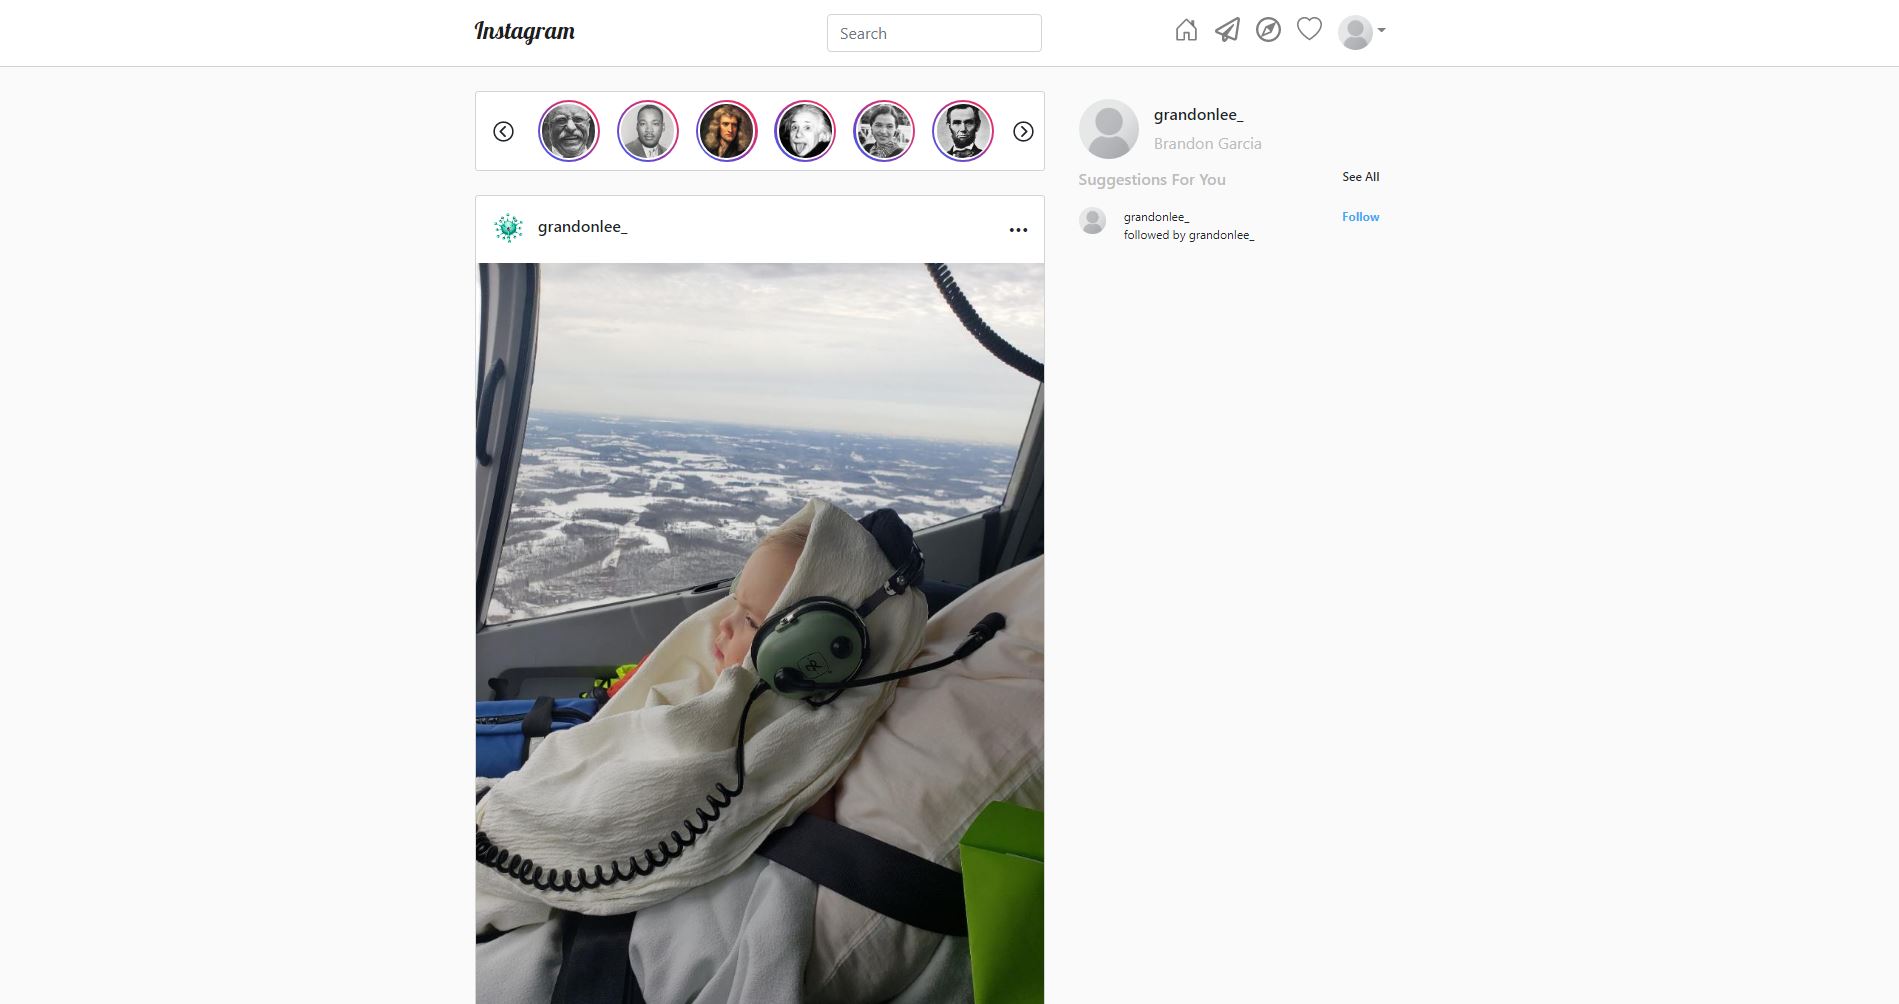 Instagram
Search
grandonlee_
Brandon Garcia
Suggestions For You
See All
grandonlee_
followed by grandonlee_
Follow
grandonlee_